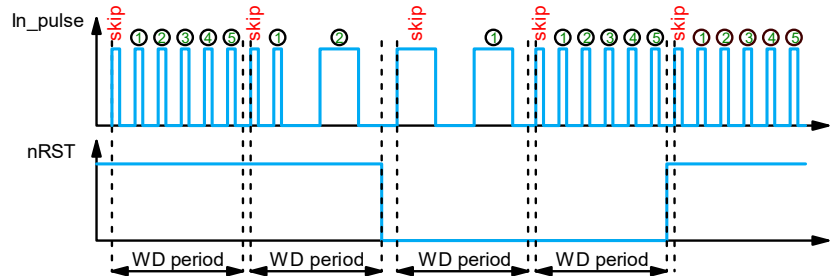 In_pulse
skip 1 2 3 4 5 skip 1 2 skip 1 skip 1 2 3 4 5 skip 1 2 3 4 5
nRST
WD period WD period WD period WD period